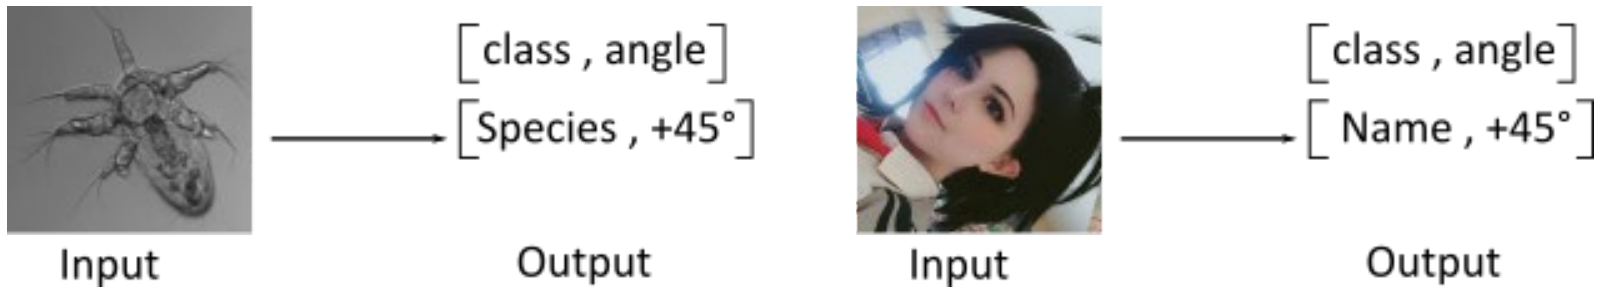 [class , angle]
[Species , +45°]
Input
Output
[class , angle]
[ Name , +45°]
Input
Output